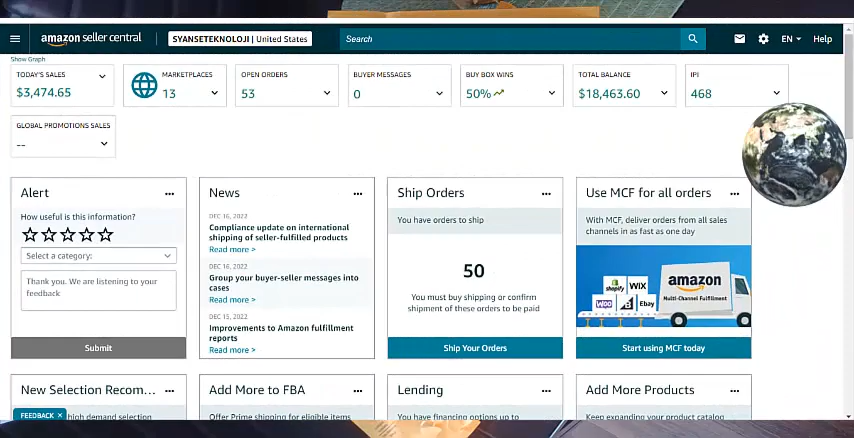 amazon seller central
SYANSETEKNOLOJI | United States
Search
EN
Help
Show Graph
TODAY'S SALES
$3,474.65
MARKETPLACES
13
OPEN ORDERS
53
BUYER MESSAGES
0
BUY BOX WINS
50%
TOTAL BALANCE
$18,463.60
IPI
468
GLOBAL PROMOTIONS SALES
--
Alert
How useful is this information?
Select a category:
Thank you. We are listening to your
feedback
Submit
News
DEC 16, 2022
Compliance update on international
shipping of seller-fulfilled products
Read more >
DEC 16, 2022
Group your buyer-seller messages into
cases
Read more >
DEC 15, 2022
Improvements to Amazon fulfillment
reports
Read more >
Ship Orders
You have orders to ship
50
You must buy shipping or confirm
shipment of these orders to be paid
Ship Your Orders
Use MCF for all orders
With MCF, deliver orders from all sales
channels in as fast as one day
shopify
WIX
WOO
Ebay
amazon
Multi-Channel Fulfillment
Start using MCF today
New Selection Recom...
FEEDBACK ×
high demand selection
Add More to FBA
Offer Prime shipping for eligible items
Lending
You have financing options up to
Add More Products
Keep expanding your product catalog